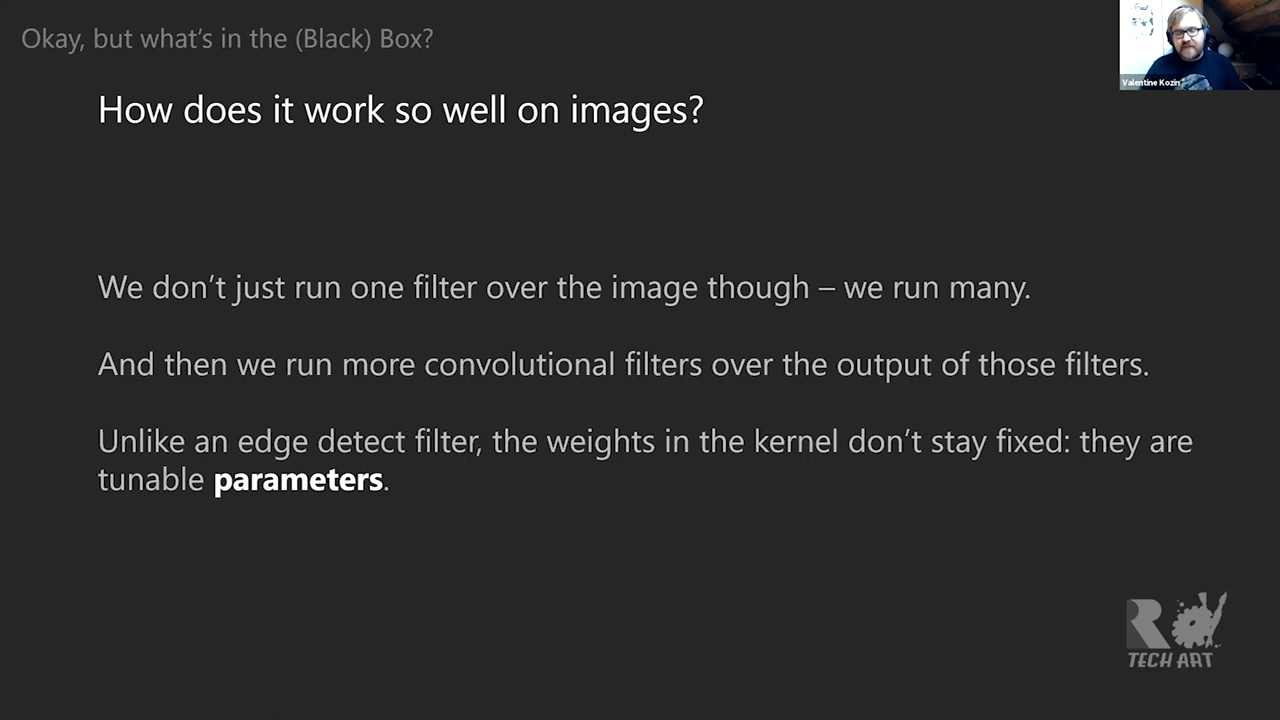 Okay, but what's in the (Black) Box?
Valentine Kozin
How does it work so well on images?
We don't just run one filter over the image though – we run many.
And then we run more convolutional filters over the output of those filters.
Unlike an edge detect filter, the weights in the kernel don't stay fixed: they are
tunable parameters.
R
TECH ART